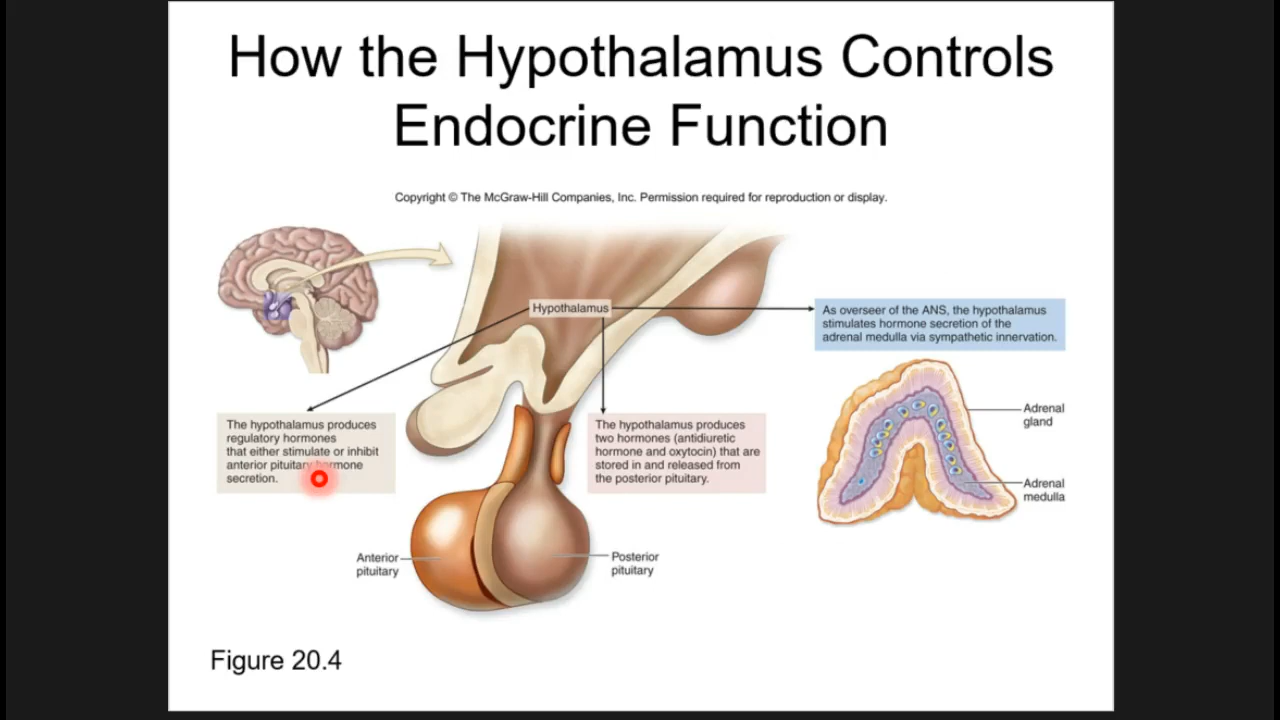 How the Hypothalamus Controls
Endocrine Function
Copyright © The McGraw-Hill Companies, Inc. Permission required for reproduction or display.
Hypothalamus
As overseer of the ANS, the hypothalamus
stimulates hormone secretion of the
adrenal medulla via sympathetic innervation.
The hypothalamus produces
regulatory hormones
that either stimulate or inhibit
anterior pituitary hormone
secretion.
The hypothalamus produces
two hormones (antidiuretic
hormone and oxytocin) that are
stored in and released from
the posterior pituitary.
Adrenal
gland
Adrenal
medulla
Anterior
pituitary
Posterior
pituitary
Figure 20.4